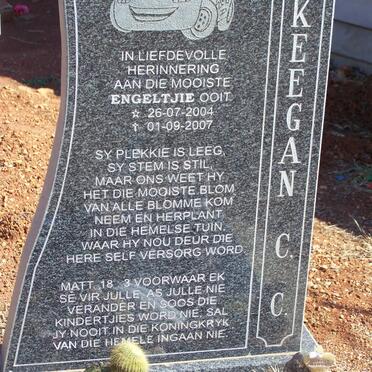 IN LIEFDEVOLLE
HERINNERING
AAN DIE MOOISTE
ENGELTJIE OOIT
☆ 26-07-2004
✝ 01-09-2007
SY PLEKKIE IS LEEG,
SY STEM IS STIL,
MAAR ONS WEET HY
HET DIE MOOISTE BLOM
VAN ALLE BLOMME KOM
NEEM EN HERPLANT
IN DIE HEMELSE TUIN,
WAAR HY NOU DEUR DIE
HERE SELF VERSORG WORD
MATT. 18 : 3 VOORWAAR EK
SE VIR JULLE, AS JULLE NIE
VERANDER EN SOOS DIE
KINDERTJIES WORD NIE, SAL
JY NOOIT IN DIE KONINGKRYK
VAN DIE HEMELE INGAAN NIE.
KEEGAN C. C.